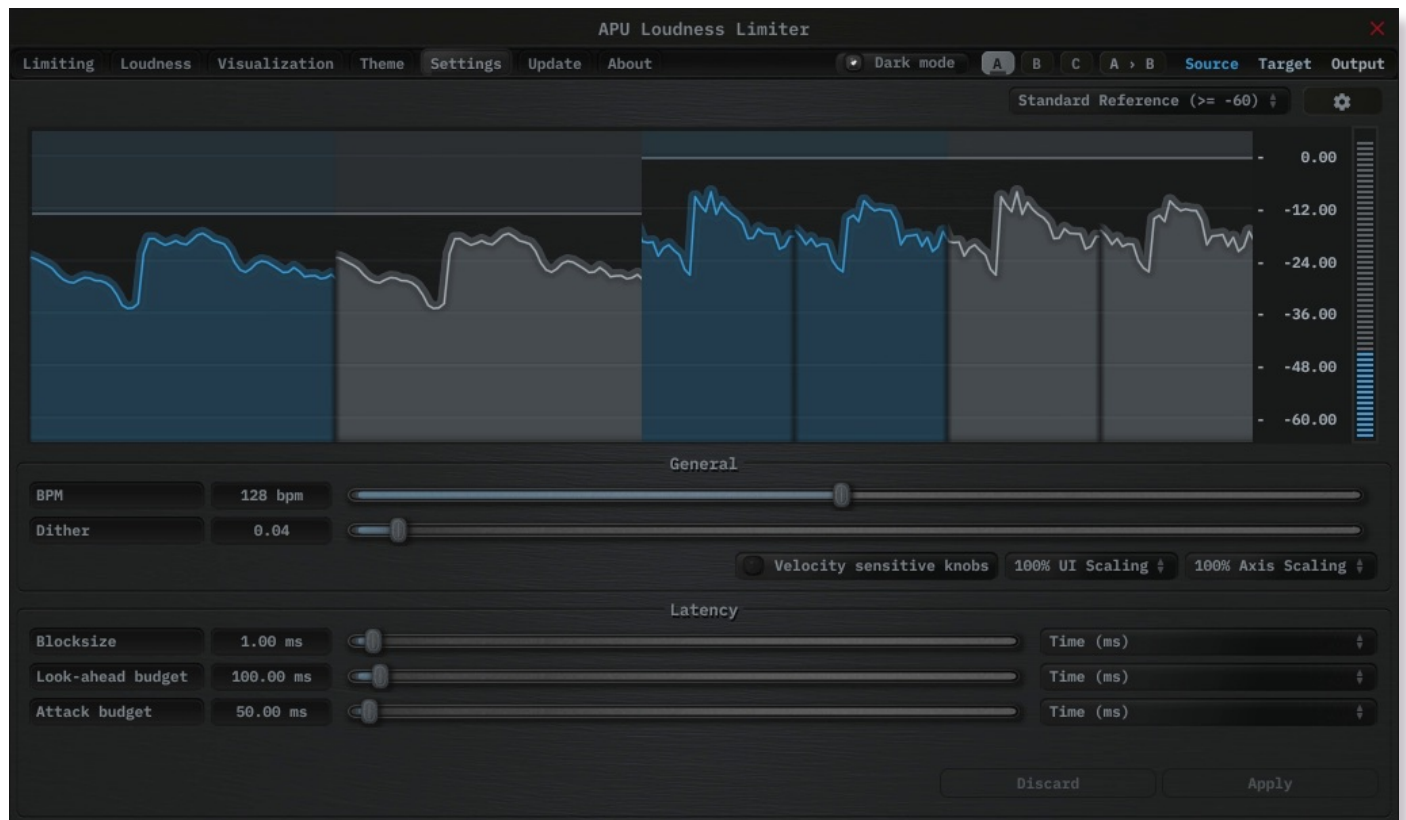 APU Loudness Limiter
Limiting Loudness Visualization Theme Settings Update About Dark mode A B C A › B Source Target Output
Standard Reference (>= -60)
- 0.00
- -12.00
- -24.00
- -36.00
- -48.00
- -60.00
General
BPM 128 bpm
Dither 0.04
Velocity sensitive knobs 100% UI Scaling 100% Axis Scaling
Latency
Blocksize 1.00 ms Time (ms)
Look-ahead budget 100.00 ms Time (ms)
Attack budget 50.00 ms Time (ms)
Discard Apply